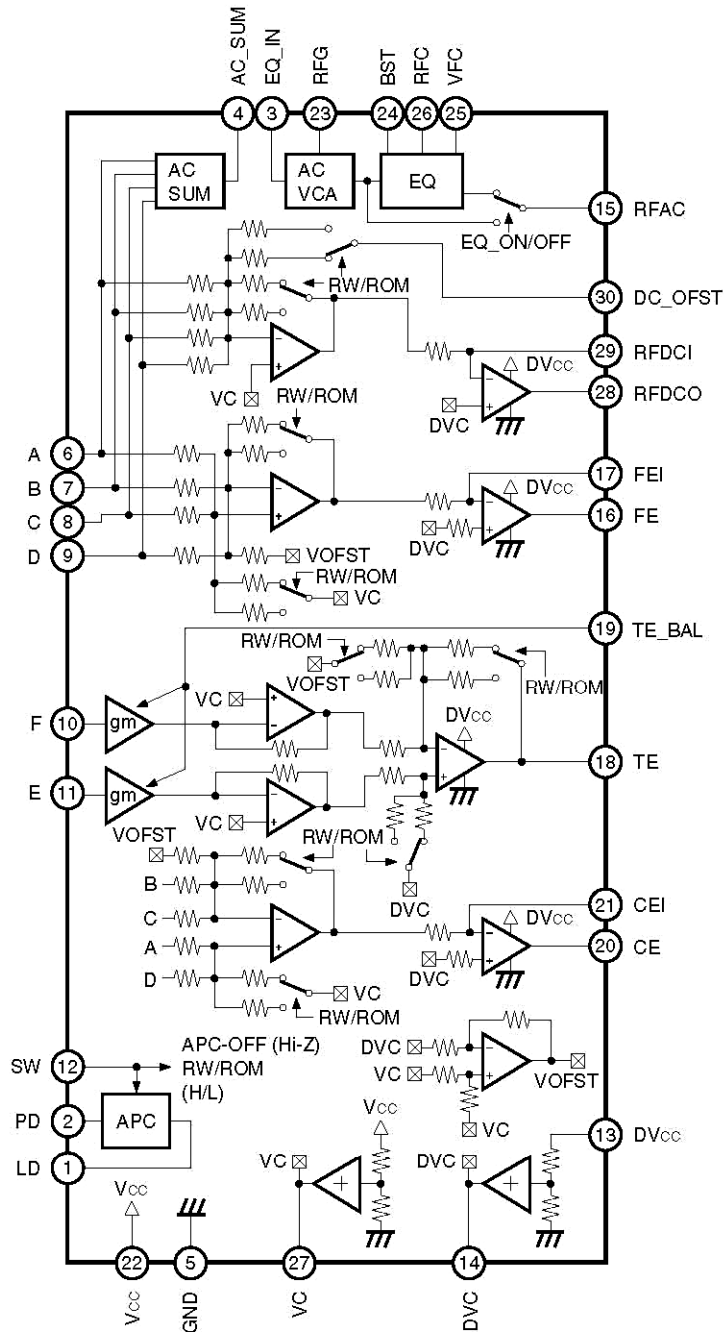 AC_SUM EQ_IN RFG BST RFC VFC
4 3 23 24 26 25
AC SUM
AC VCA
EQ
15 RFAC
EQ_ON/OFF
RW/ROM
30 DC_OFST
29 RFDCI
DVcc
28 RFDCO
VC
DVC
RW/ROM
A 6
B 7
C 8
D 9
17 FEI
DVcc
16 FE
DVC
VOFST
RW/ROM
VC
19 TE_BAL
RW/ROM
VOFST
RW/ROM
F 10
gm
VC
DVcc
18 TE
E 11
gm
VC
VOFST
RW/ROM
DVC
B
C
A
D
21 CEI
DVcc
20 CE
DVC
VC
RW/ROM
SW 12
APC-OFF (Hi-Z)
RW/ROM
(H/L)
PD 2
APC
LD 1
DVC
VC
VOFST
VC
13 DVcc
Vcc
VC
DVC
Vcc
22 5 27 14
Vcc GND VC DVC